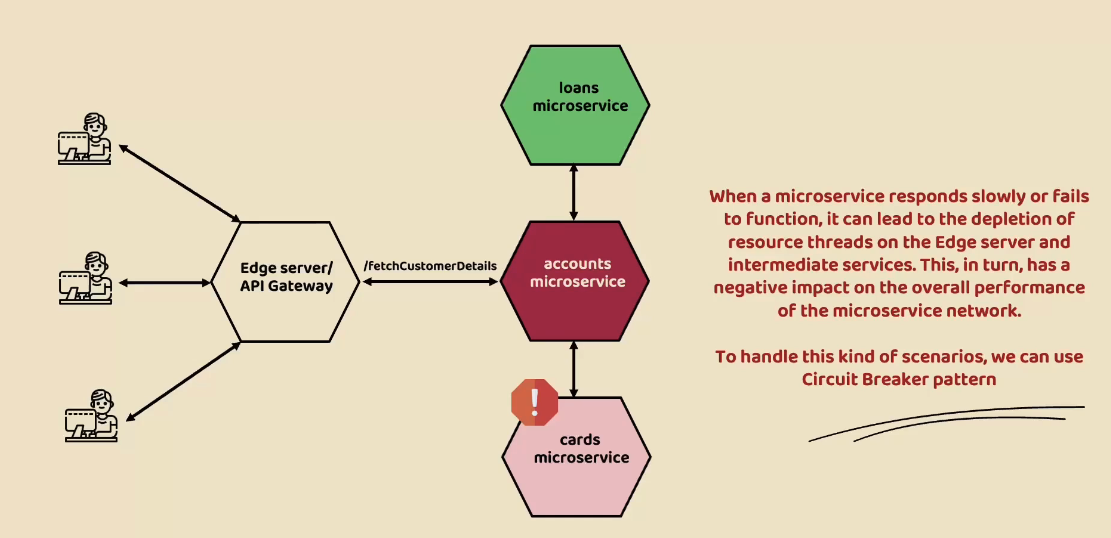 loans
microservice
Edge server/
API Gateway
/fetchCustomerDetails
accounts
microservice
!
cards
microservice
When a microservice responds slowly or fails
to function, it can lead to the depletion of
resource threads on the Edge server and
intermediate services. This, in turn, has a
negative impact on the overall performance
of the microservice network.
To handle this kind of scenarios, we can use
Circuit Breaker pattern